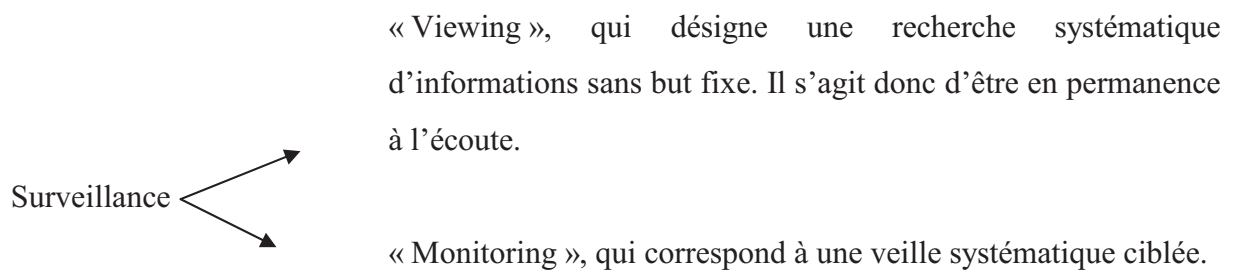 « Viewing », qui désigne une recherche systématique
d’informations sans but fixe. Il s’agit donc d’être en permanence
à l’écoute.
Surveillance
« Monitoring », qui correspond à une veille systématique ciblée.